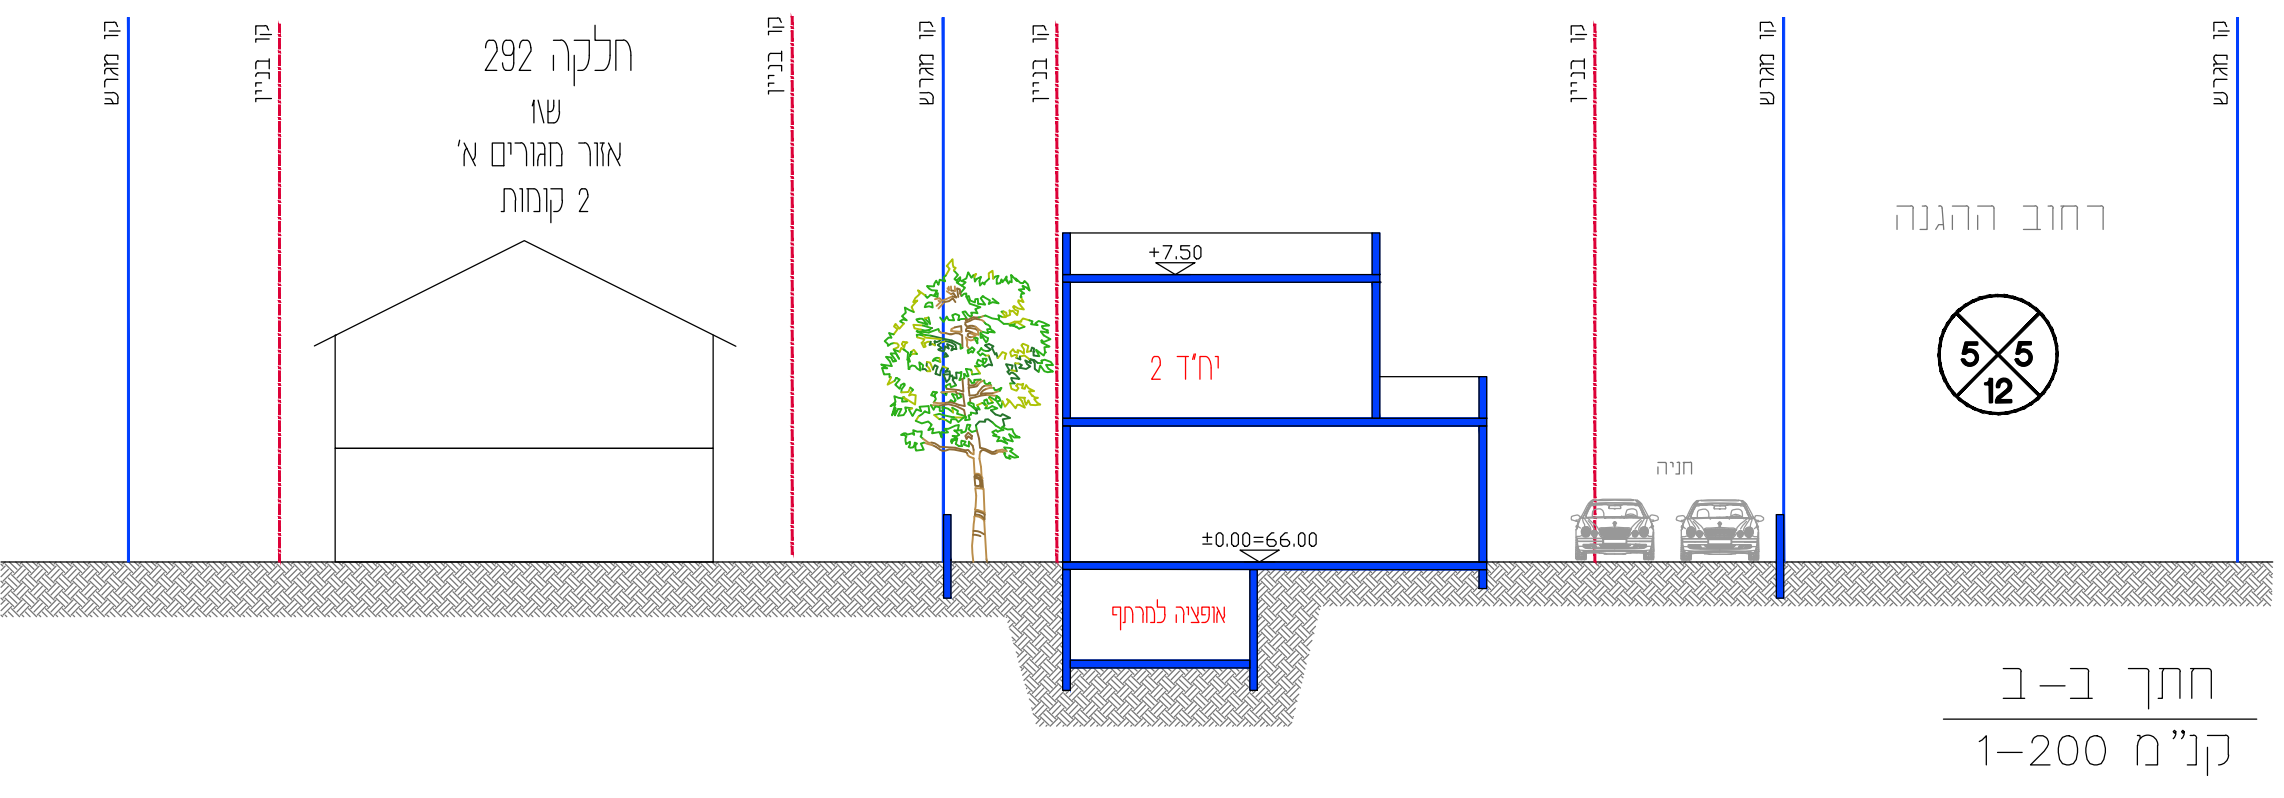 קו מגרש
קו בניין
חלקה 292
ש\1
אזור מגורים א'
2 קומות
קו בניין
קו מגרש
קו בניין
קו בניין
קו מגרש
קו מגרש
רחוב ההגנה
+7.50
יח"ד 2
5 5
12
חניה
±0.00=66.00
אופציה למרתף
חתך ב-ב
קנ"מ 1-200